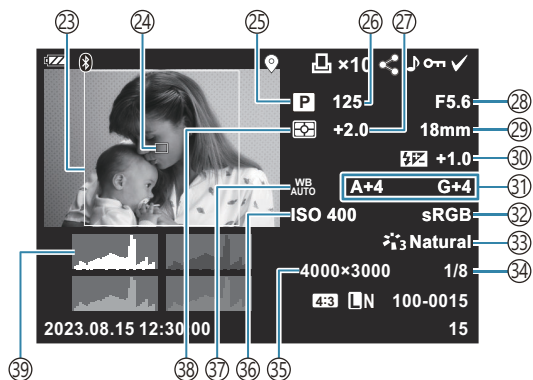 ㉓ ㉔ ㉕ ㉖ ㉗
×10
P 125 F5.6 ㉘
+2.0 18mm ㉙
+1.0 ㉚
WB AUTO A+4 G+4 ㉛
ISO 400 sRGB ㉜
3 Natural ㉝
4000×3000 1/8 ㉞
4:3 L N 100-0015
2023.08.15 12:30:00 15
㊴ ㊳ ㊲ ㊱ ㉟